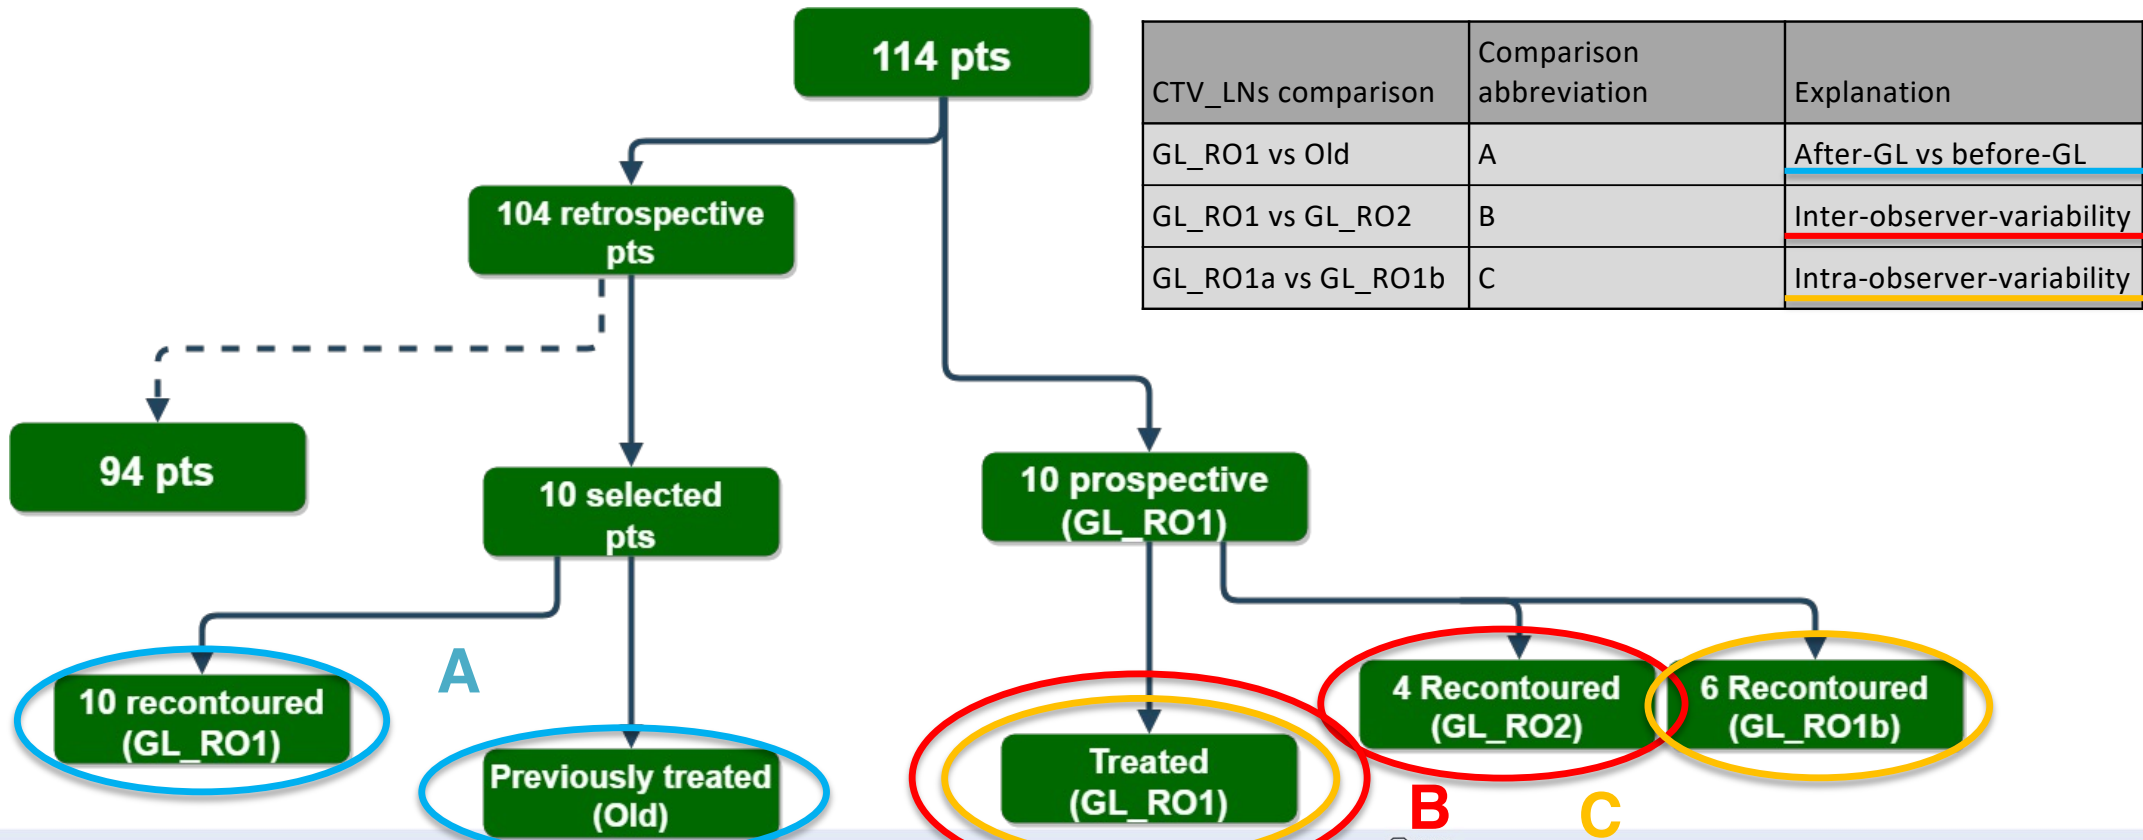 114 pts
CTV_LNs comparison
Comparison
abbreviation
Explanation
GL_RO1 vs Old
A
After-GL vs before-GL
GL_RO1 vs GL_RO2
B
Inter-observer-variability
GL_RO1a vs GL_RO1b
C
Intra-observer-variability
104 retrospective
pts
94 pts
10 selected
pts
10 prospective
(GL_RO1)
10 recontoured
(GL_RO1)
A
Previously treated
(Old)
Treated
(GL_RO1)
4 Recontoured
(GL_RO2)
6 Recontoured
(GL_RO1b)
B
C